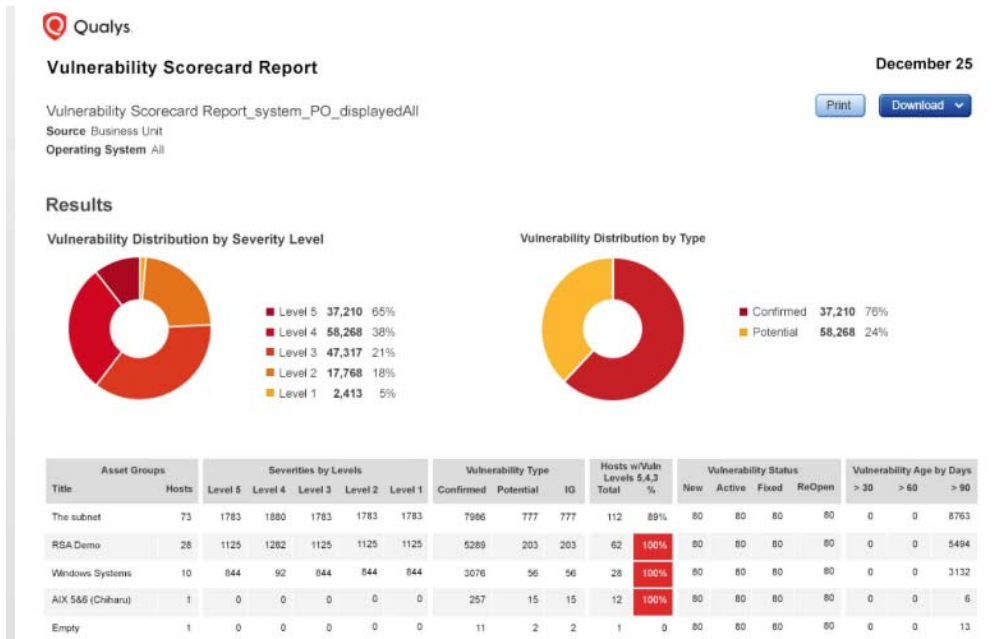 Qualys.
Vulnerability Scorecard Report
December 25
Vulnerability Scorecard Report_system_PO_displayedAll
Print
Download
Source Business Unit
Operating System All
Results
Vulnerability Distribution by Severity Level
Level 5 37,210 65%
Level 4 58,268 38%
Level 3 47,317 21%
Level 2 17,768 18%
Level 1 2,413 5%
Vulnerability Distribution by Type
Confirmed 37,210 76%
Potential 58,268 24%
Asset Groups Severities by Levels Vulnerability Type Hosts w/Vuln Levels 5,4,3 Vulnerability Status Vulnerability Age by Days
Title Hosts Level 5 Level 4 Level 3 Level 2 Level 1 Confirmed Potential IG Total % New Active Fixed ReOpen > 30 > 60 > 90
The subnet 73 1783 1880 1783 1783 1783 7986 777 777 112 89% 80 80 80 80 0 0 8763
RSA Demo 28 1125 1282 1125 1125 1125 5289 203 203 62 100% 80 80 80 80 0 0 5494
Windows Systems 10 844 92 844 844 844 3076 56 56 28 100% 80 80 80 80 0 0 3132
AIX 5&6 (Chiharu) 1 0 0 0 0 0 257 15 15 12 100% 80 80 80 80 0 0 6
Empty 1 0 0 0 0 0 11 2 2 1 0 80 80 80 80 0 0 13